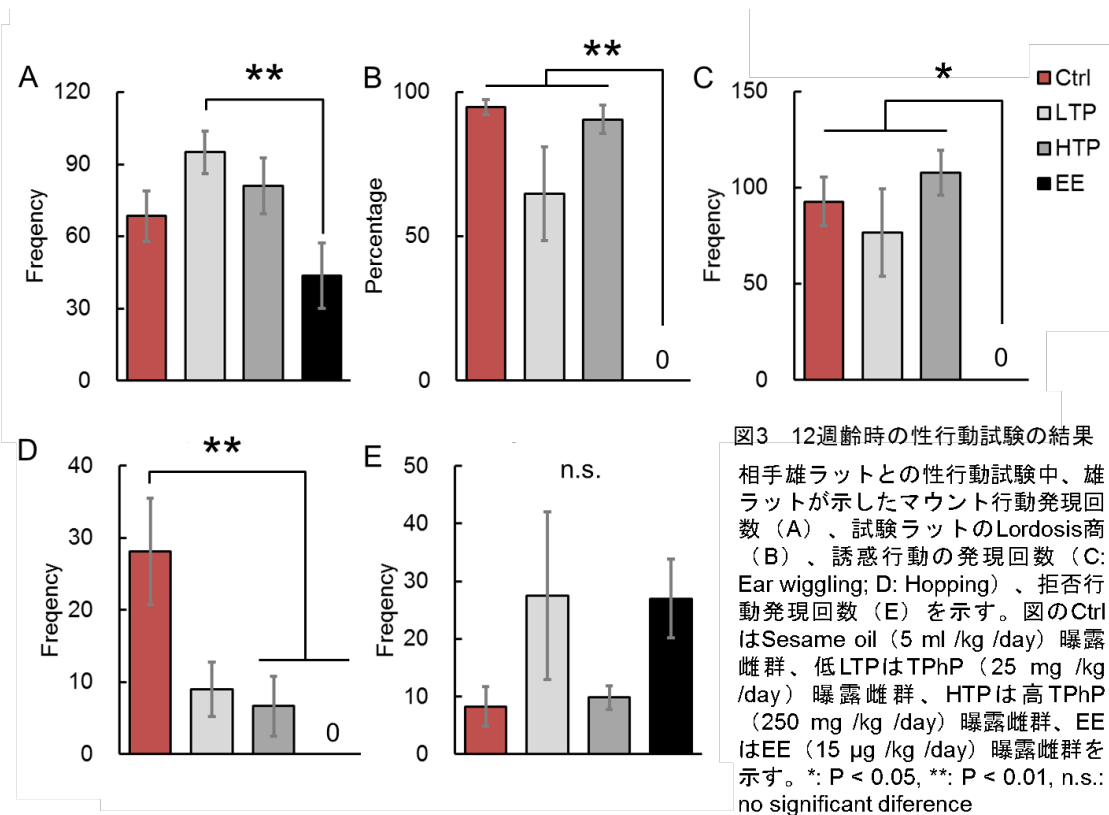 A
**
120
90
60
30
0
Freqency
B
**
100
50
0
Percentage
0
C
*
150
100
50
0
Freqency
0
Ctrl
LTP
HTP
EE
D
**
40
30
20
10
0
Freqency
0
E
n.s.
50
40
30
20
10
0
Freqency
図3 12週齢時の性行動試験の結果
相手雄ラットとの性行動試験中、雄
ラットが示したマウント行動発現回
数（A）、試験ラットのLordosis商
（B）、誘惑行動の発現回数（C:
Ear wiggling; D: Hopping）、拒否行
動発現回数（E）を示す。図のCtrl
はSesame oil（5 ml /kg /day）曝露
雌群、低LTPはTPhP（25 mg /kg
/day）曝露雌群、HTPは高TPhP
（250 mg /kg /day）曝露雌群、EE
はEE（15 μg /kg /day）曝露雌群を
示す。*: P < 0.05, **: P < 0.01, n.s.:
no significant diference